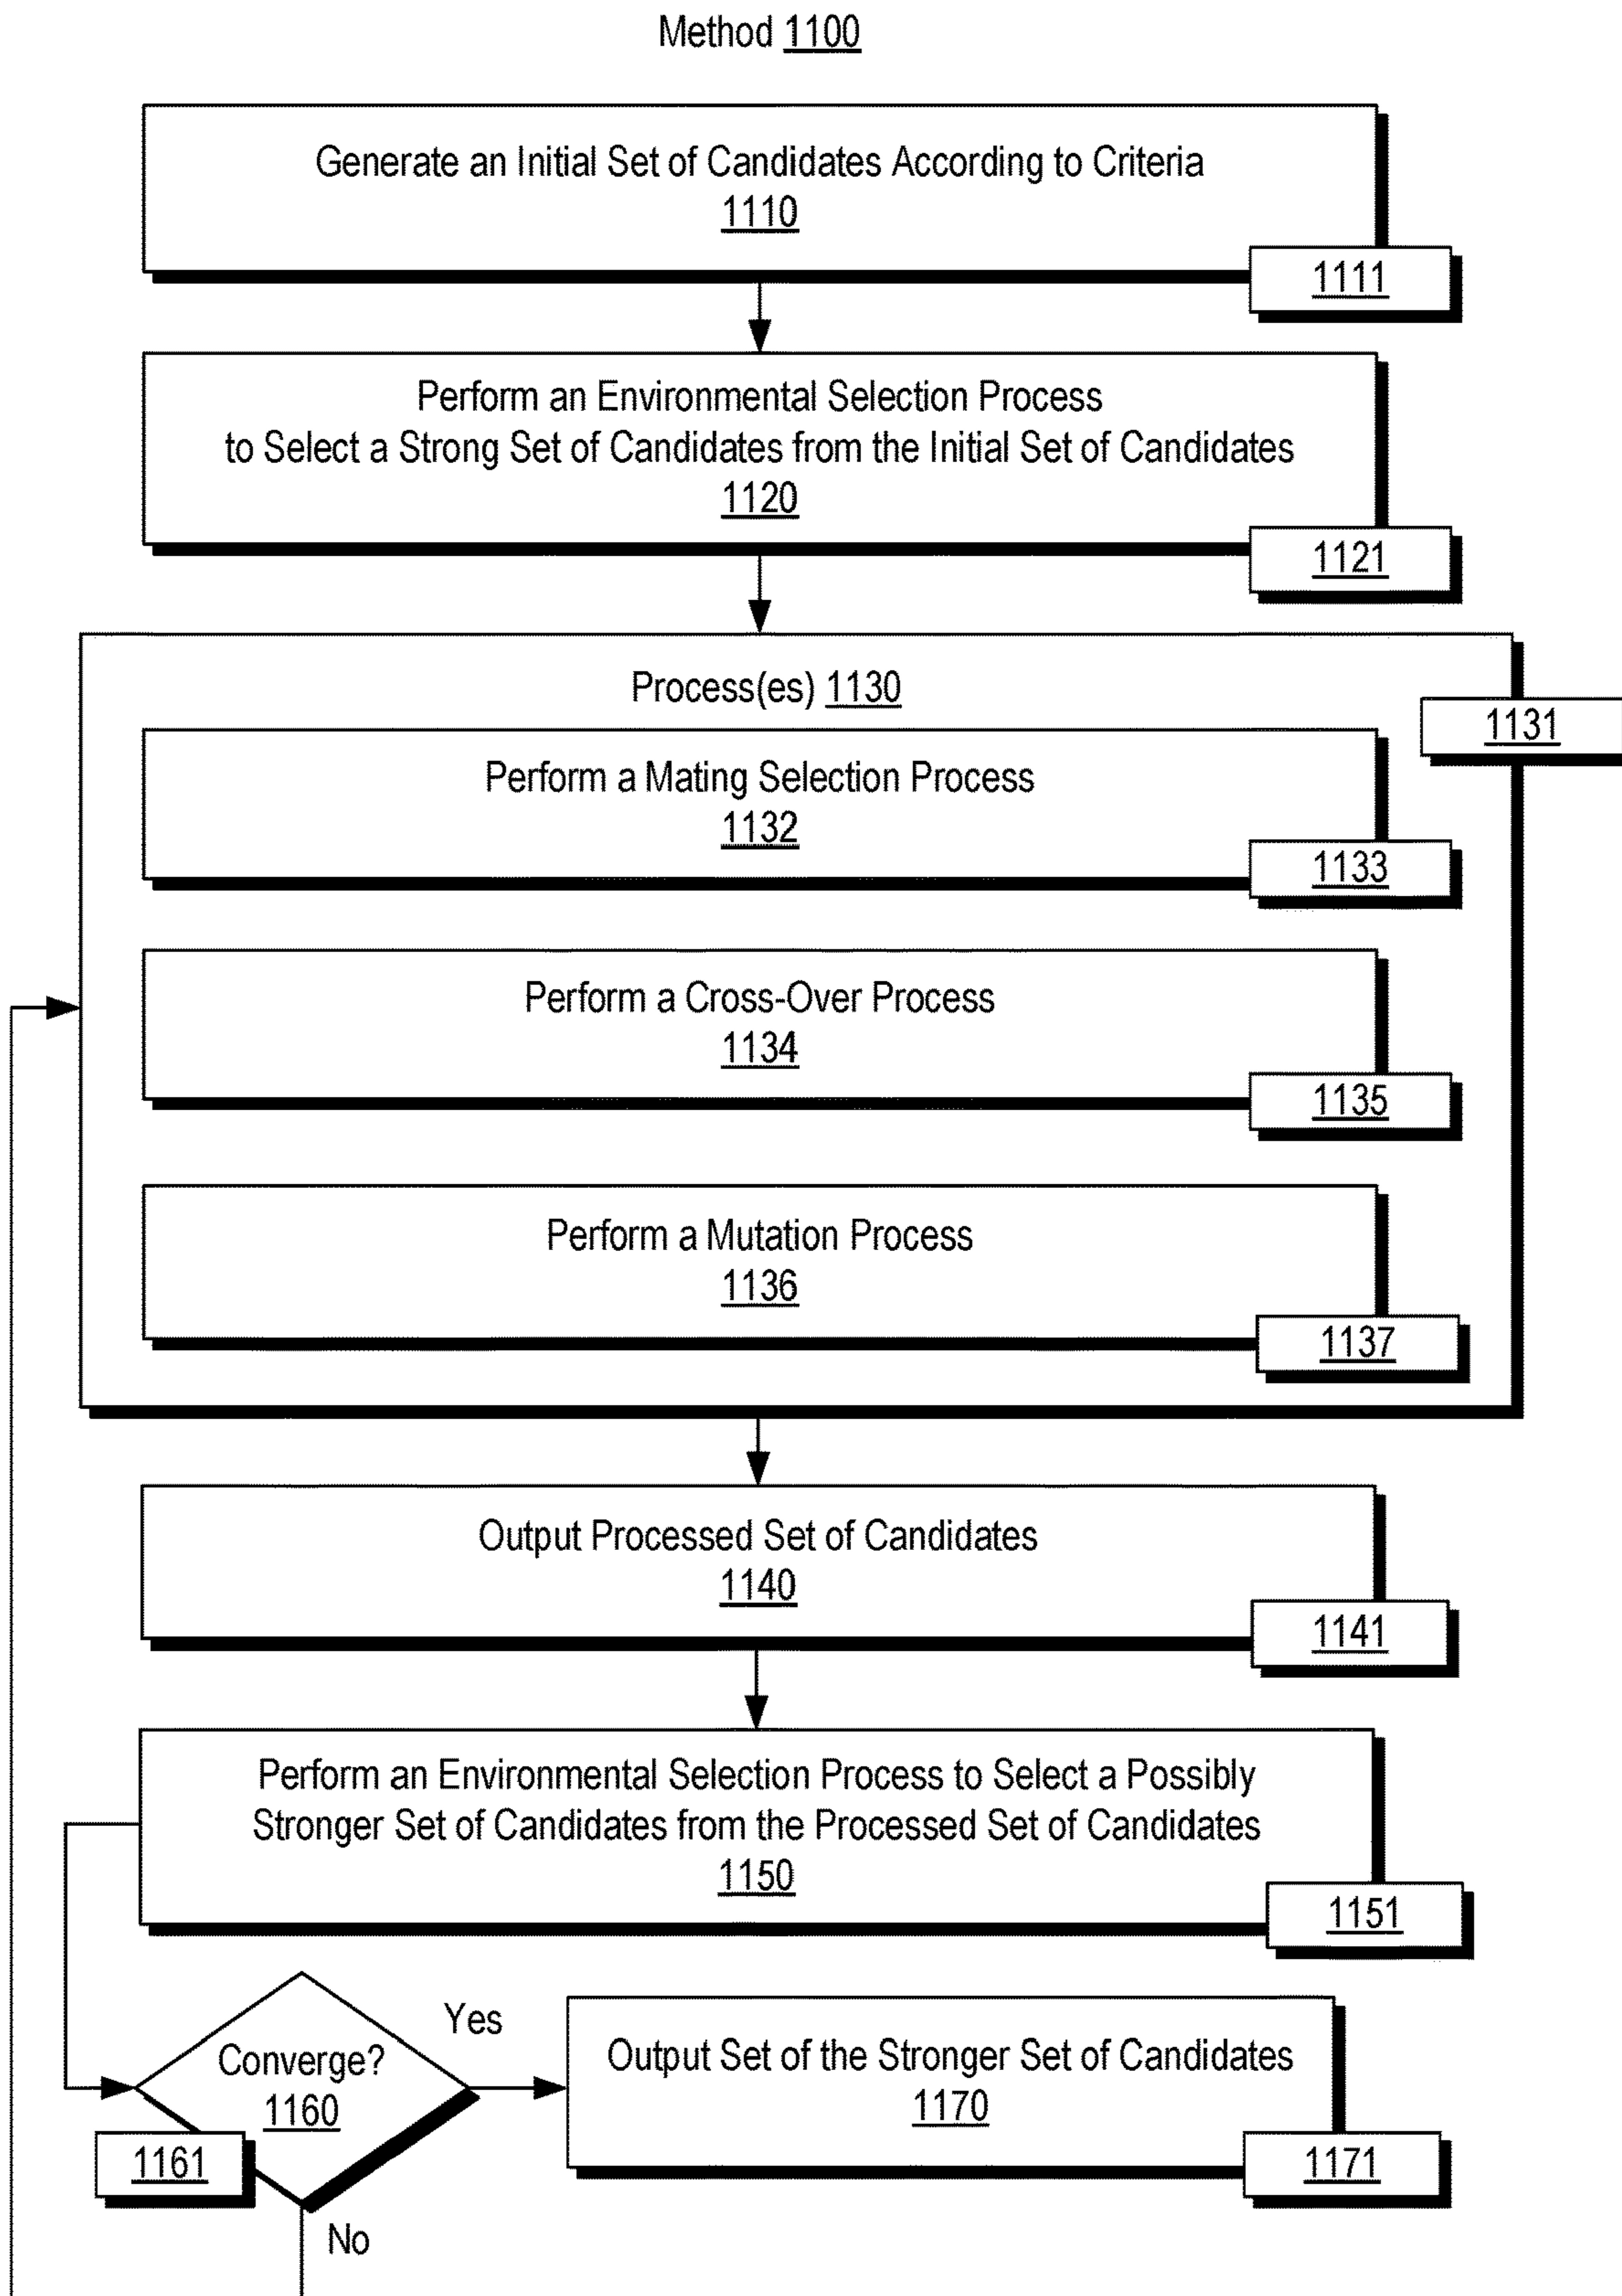 Method 1100
Generate an Initial Set of Candidates According to Criteria
1110
1111
Perform an Environmental Selection Process
to Select a Strong Set of Candidates from the Initial Set of Candidates
1120
1121
Process(es) 1130
1131
Perform a Mating Selection Process
1132
1133
Perform a Cross-Over Process
1134
1135
Perform a Mutation Process
1136
1137
Output Processed Set of Candidates
1140
1141
Perform an Environmental Selection Process to Select a Possibly
Stronger Set of Candidates from the Processed Set of Candidates
1150
1151
Converge?
1160
1161
Yes
Output Set of the Stronger Set of Candidates
1170
1171
No